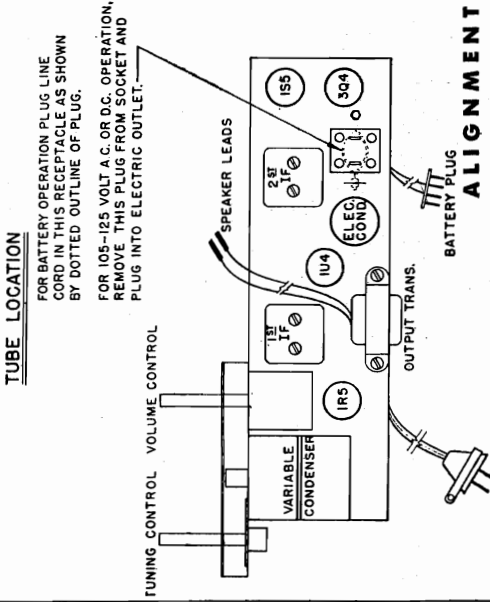 TUBE LOCATION
FOR BATTERY OPERATION PLUG LINE
CORD IN THIS RECEPTACLE AS SHOWN
BY DOTTED OUTLINE OF PLUG.
FOR 105-125 VOLT A.C. OR D.C. OPERATION,
REMOVE THIS PLUG FROM SOCKET AND
PLUG INTO ELECTRIC OUTLET.
TUNING CONTROL
VOLUME CONTROL
SPEAKER LEADS
VARIABLE
CONDENSER
1R5
1ST
IF
1U4
2ST
IF
ELEC.
COND
1S5
3Q4
OUTPUT TRANS.
BATTERY PLUG
ALIGNMENT